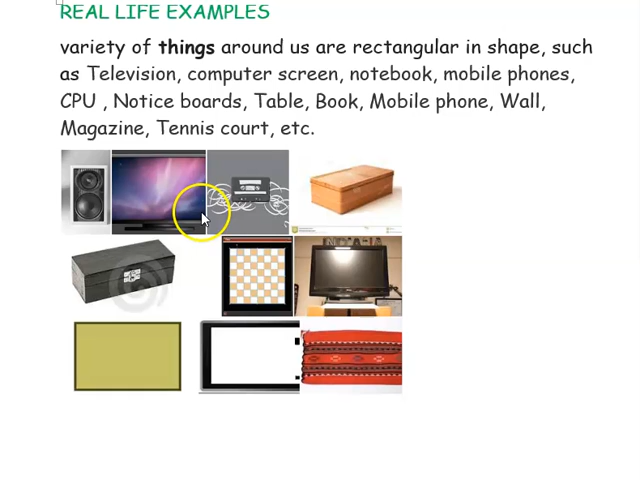 REAL LIFE EXAMPLES
variety of things around us are rectangular in shape, such
as Television, computer screen, notebook, mobile phones,
CPU , Notice boards, Table, Book, Mobile phone, Wall,
Magazine, Tennis court, etc.